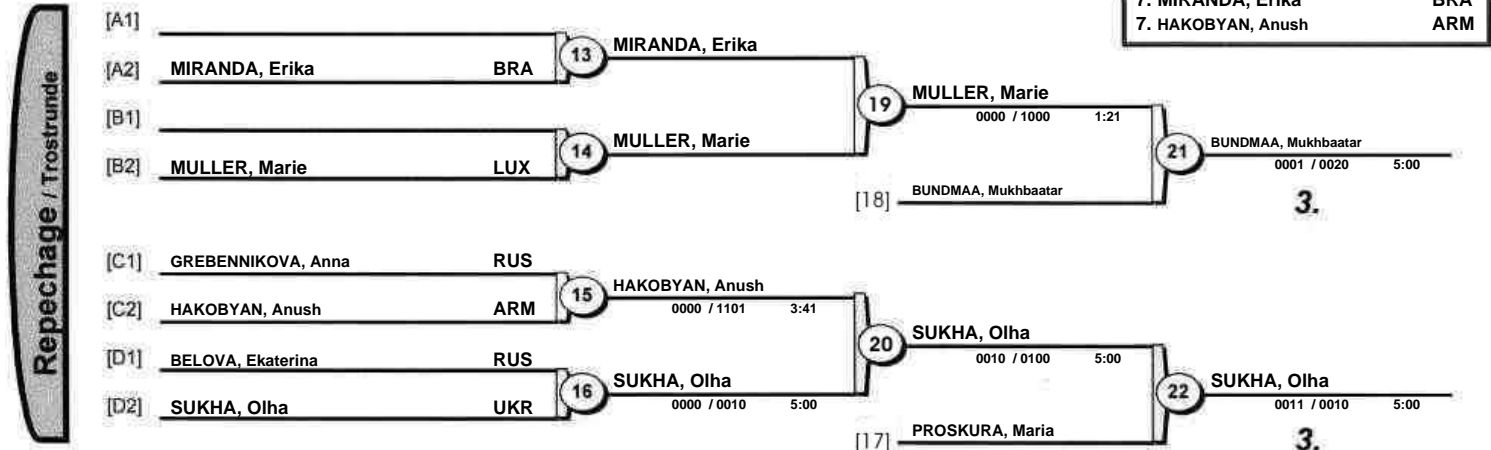 7. MIRANDA, Erika BRA
7. HAKOBYAN, Anush ARM
Repechage / Trostrunde
[A1]
[A2] MIRANDA, Erika BRA
13 MIRANDA, Erika
[B1]
[B2] MULLER, Marie LUX
14 MULLER, Marie
19 MULLER, Marie
0000 / 1000 1:21
[18] BUNDMAA, Mukhbaatar
21 BUNDMAA, Mukhbaatar
0001 / 0020 5:00
3.
[C1] GREBENNIKOVA, Anna RUS
[C2] HAKOBYAN, Anush ARM
15 HAKOBYAN, Anush
0000 / 1101 3:41
[D1] BELOVA, Ekaterina RUS
[D2] SUKHA, Olha UKR
16 SUKHA, Olha
0000 / 0010 5:00
20 SUKHA, Olha
0010 / 0100 5:00
[17] PROSKURA, Maria
22 SUKHA, Olha
0011 / 0010 5:00
3.